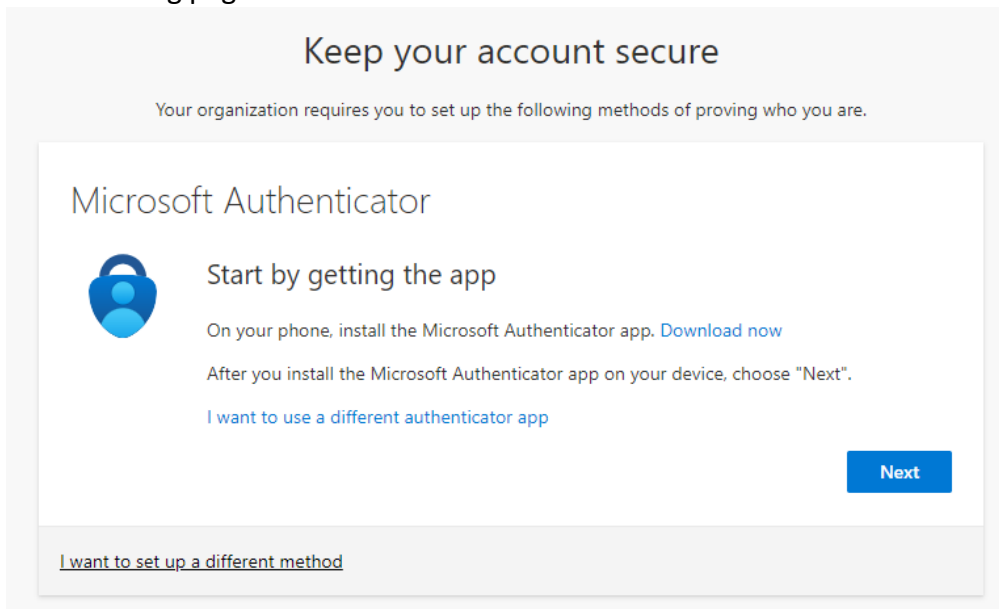 Keep your account secure
Your organization requires you to set up the following methods of proving who you are.
Microsoft Authenticator
Start by getting the app
On your phone, install the Microsoft Authenticator app. Download now
After you install the Microsoft Authenticator app on your device, choose "Next".
I want to use a different authenticator app
Next
I want to set up a different method